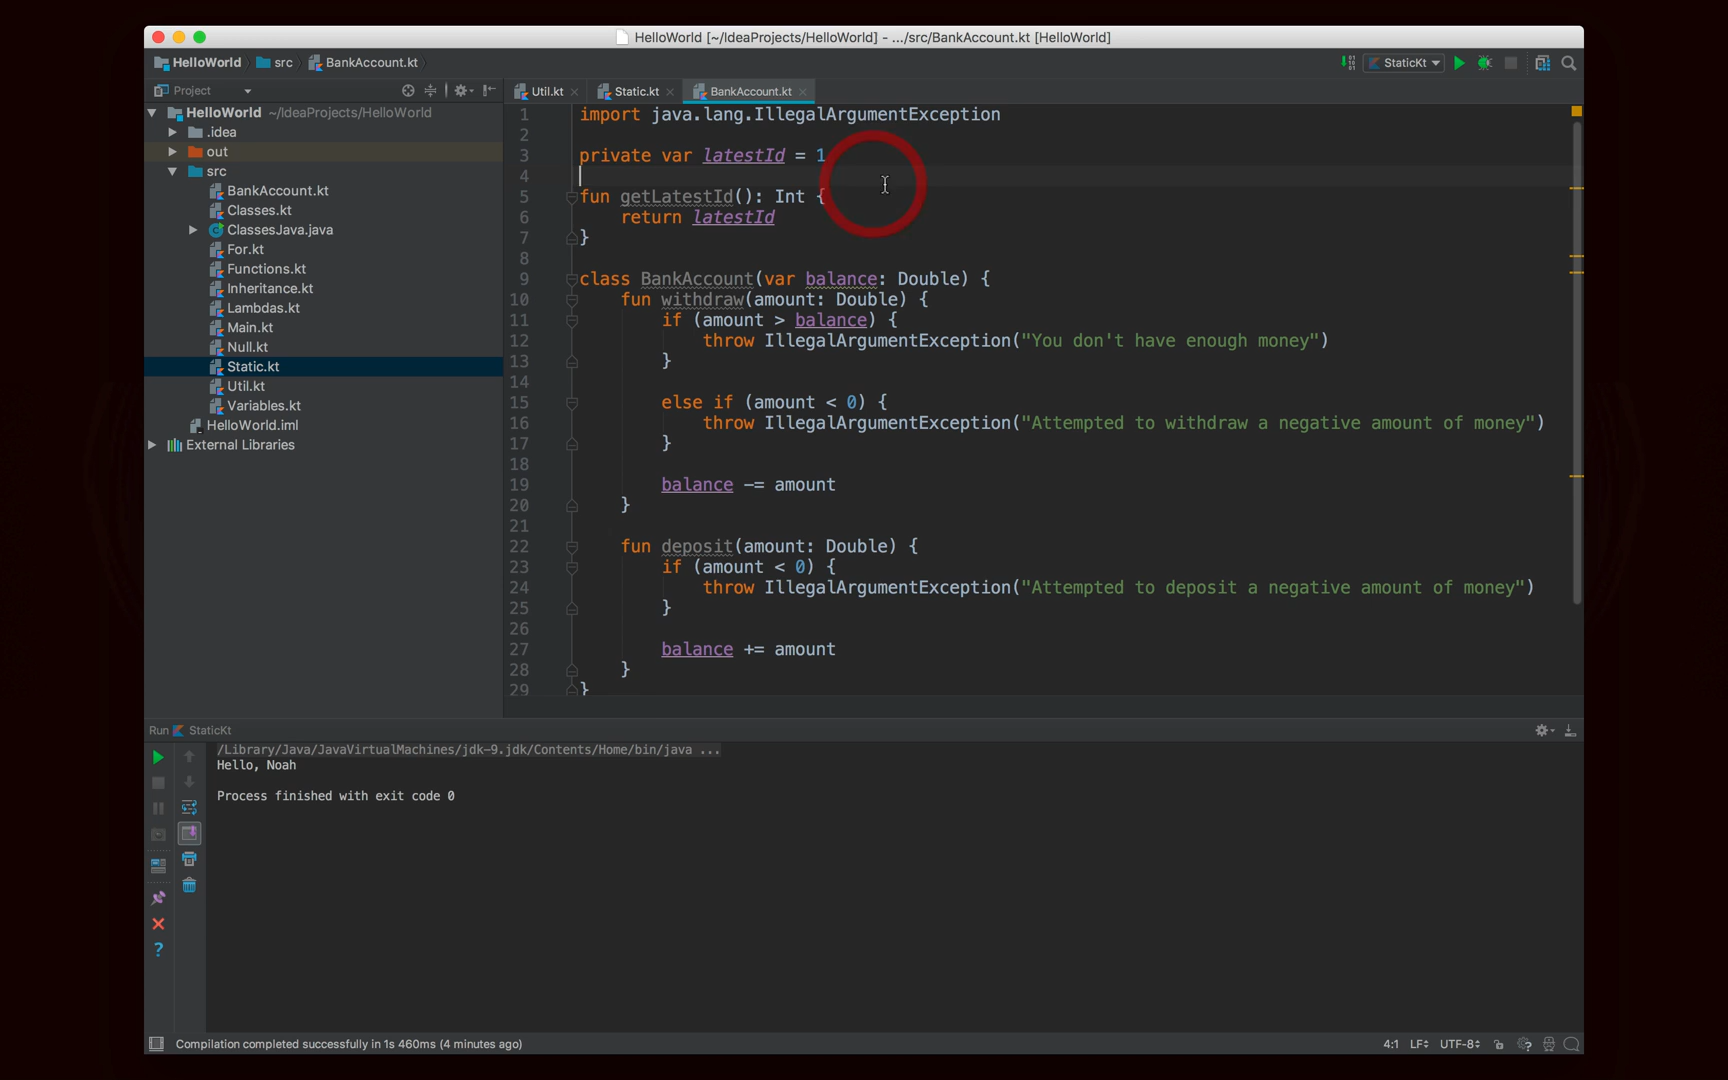 HelloWorld [~/IdeaProjects/HelloWorld] - .../src/BankAccount.kt [HelloWorld]
HelloWorld src BankAccount.kt StaticKt
Project Util.kt Static.kt BankAccount.kt
HelloWorld ~/IdeaProjects/HelloWorld
.idea
out
src
BankAccount.kt
Classes.kt
ClassesJava.java
For.kt
Functions.kt
Inheritance.kt
Lambdas.kt
Main.kt
Null.kt
Static.kt
Util.kt
Variables.kt
HelloWorld.iml
External Libraries
1 import java.lang.IllegalArgumentException
2
3 private var latestId = 1
4
5 fun getLatestId(): Int {
6 return latestId
7 }
8
9 class BankAccount(var balance: Double) {
10 fun withdraw(amount: Double) {
11 if (amount > balance) {
12 throw IllegalArgumentException("You don't have enough money")
13 }
14
15 else if (amount < 0) {
16 throw IllegalArgumentException("Attempted to withdraw a negative amount of money")
17 }
18
19 balance -= amount
20 }
21
22 fun deposit(amount: Double) {
23 if (amount < 0) {
24 throw IllegalArgumentException("Attempted to deposit a negative amount of money")
25 }
26
27 balance += amount
28 }
29 }
Run StaticKt
/Library/Java/JavaVirtualMachines/jdk-9.jdk/Contents/Home/bin/java ...
Hello, Noah
Process finished with exit code 0
Compilation completed successfully in 1s 460ms (4 minutes ago) 4:1 LF UTF-8